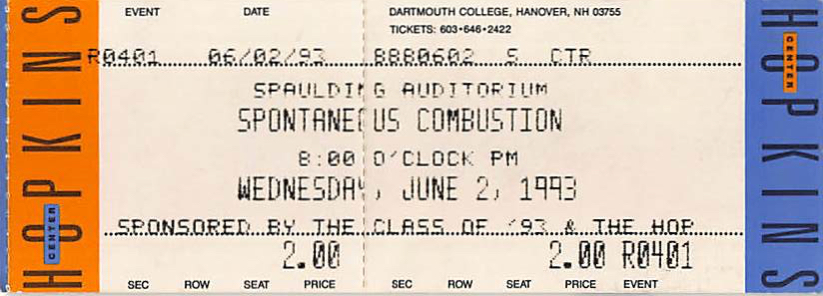 HOPKINS
CENTER
EVENT DATE DARTMOUTH COLLEGE, HANOVER, NH 03755
TICKETS: 603•646•2422
R0401 06/02/93 8880602 S CTR
SPAULDING AUDITORIUM
SPONTANEOUS COMBUSTION
8:00 O'CLOCK PM
WEDNESDAY, JUNE 2, 1993
SPONSORED BY THE CLASS OF '93 & THE HOP
2.00 2.00 R0401
SEC ROW SEAT PRICE SEC ROW SEAT PRICE EVENT
HOPKINS
CENTER